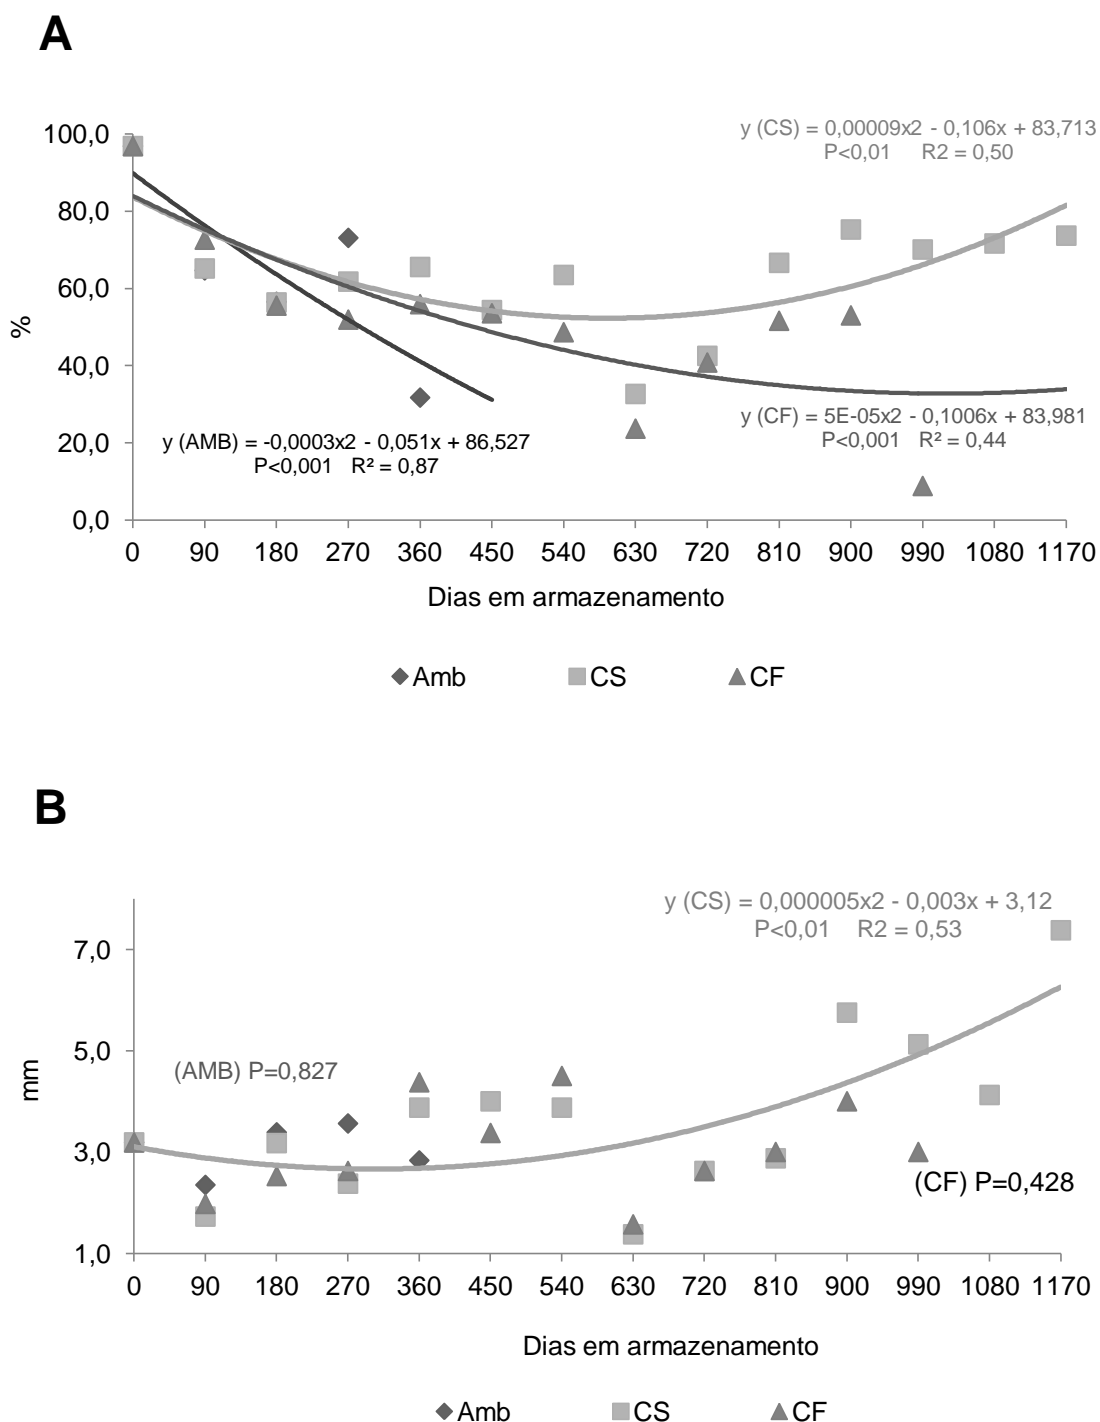 A
100,0
80,0
60,0
40,0
20,0
0,0
%
y (CS) = 0,00009x2 - 0,106x + 83,713
P<0,01 R2 = 0,50
y (CF) = 5E-05x2 - 0,1006x + 83,981
P<0,001 R² = 0,44
y (AMB) = -0,0003x2 - 0,051x + 86,527
P<0,001 R² = 0,87
0 90 180 270 360 450 540 630 720 810 900 990 1080 1170
Dias em armazenamento
Amb CS CF
B
y (CS) = 0,000005x2 - 0,003x + 3,12
P<0,01 R2 = 0,53
7,0
5,0
3,0
1,0
mm
(AMB) P=0,827
(CF) P=0,428
0 90 180 270 360 450 540 630 720 810 900 990 1080 1170
Dias em armazenamento
Amb CS CF